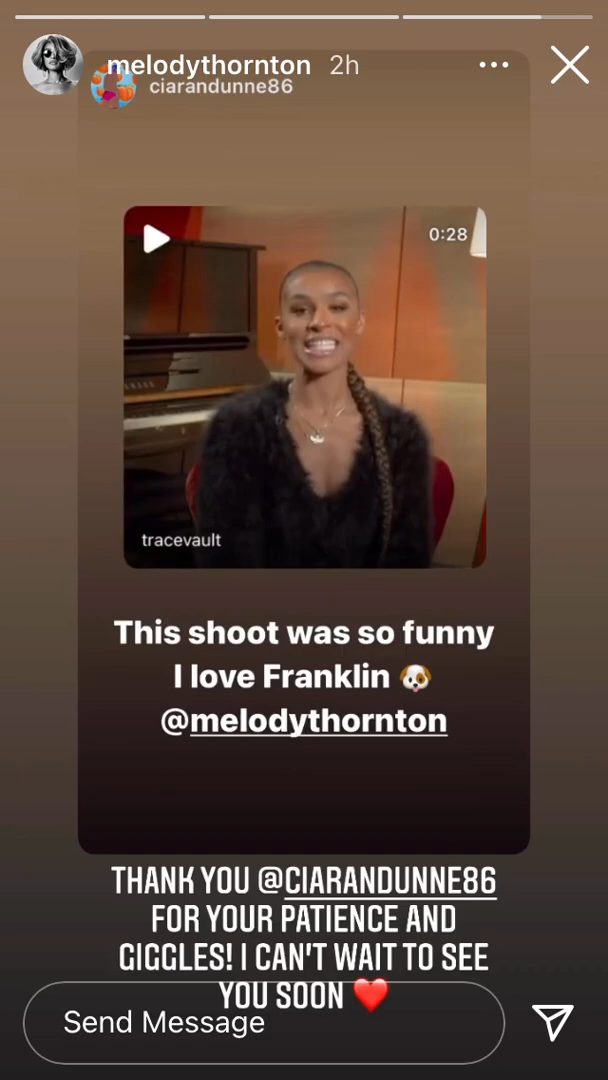 melodythornton 2h
ciarandunne86
0:28
tracevault
This shoot was so funny
I love Franklin 🐶
@melodythornton
THANK YOU @CIARANDUNNE86
FOR YOUR PATIENCE AND
GIGGLES! I CAN'T WAIT TO SEE
YOU SOON ❤️
Send Message